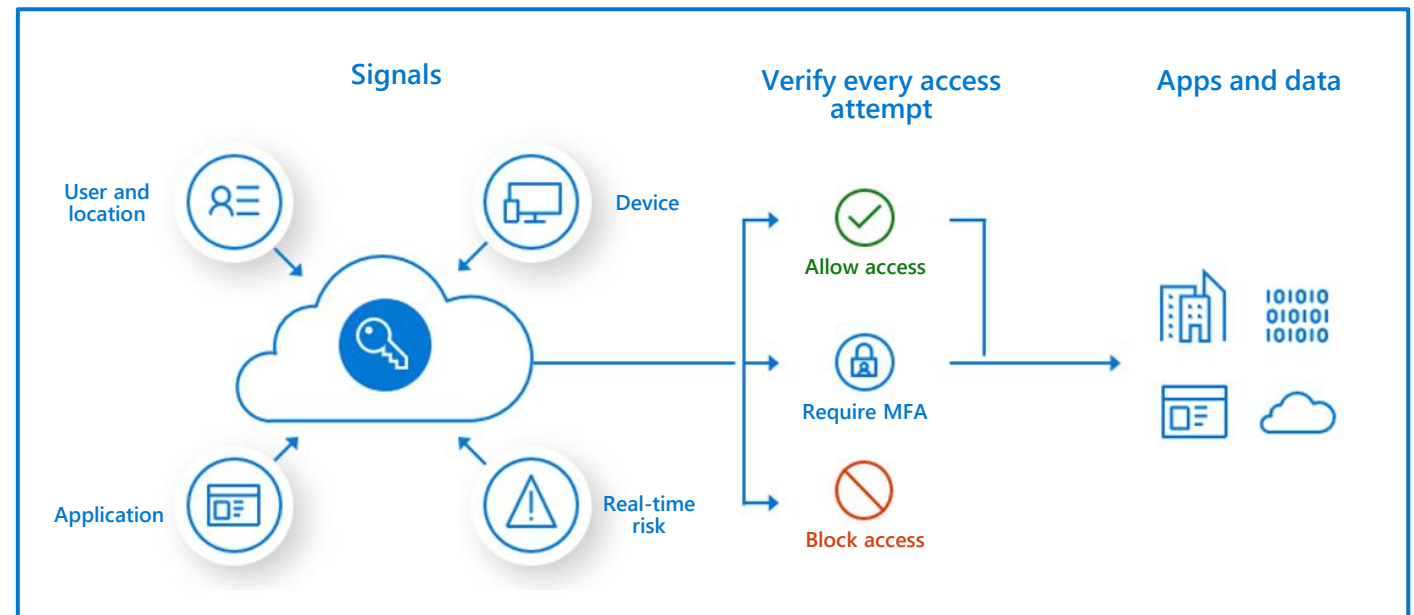 Signals
Verify every access
attempt
Apps and data
User and
location
Device
Allow access
101010
010101
101010
Require MFA
Application
Real-time
risk
Block access